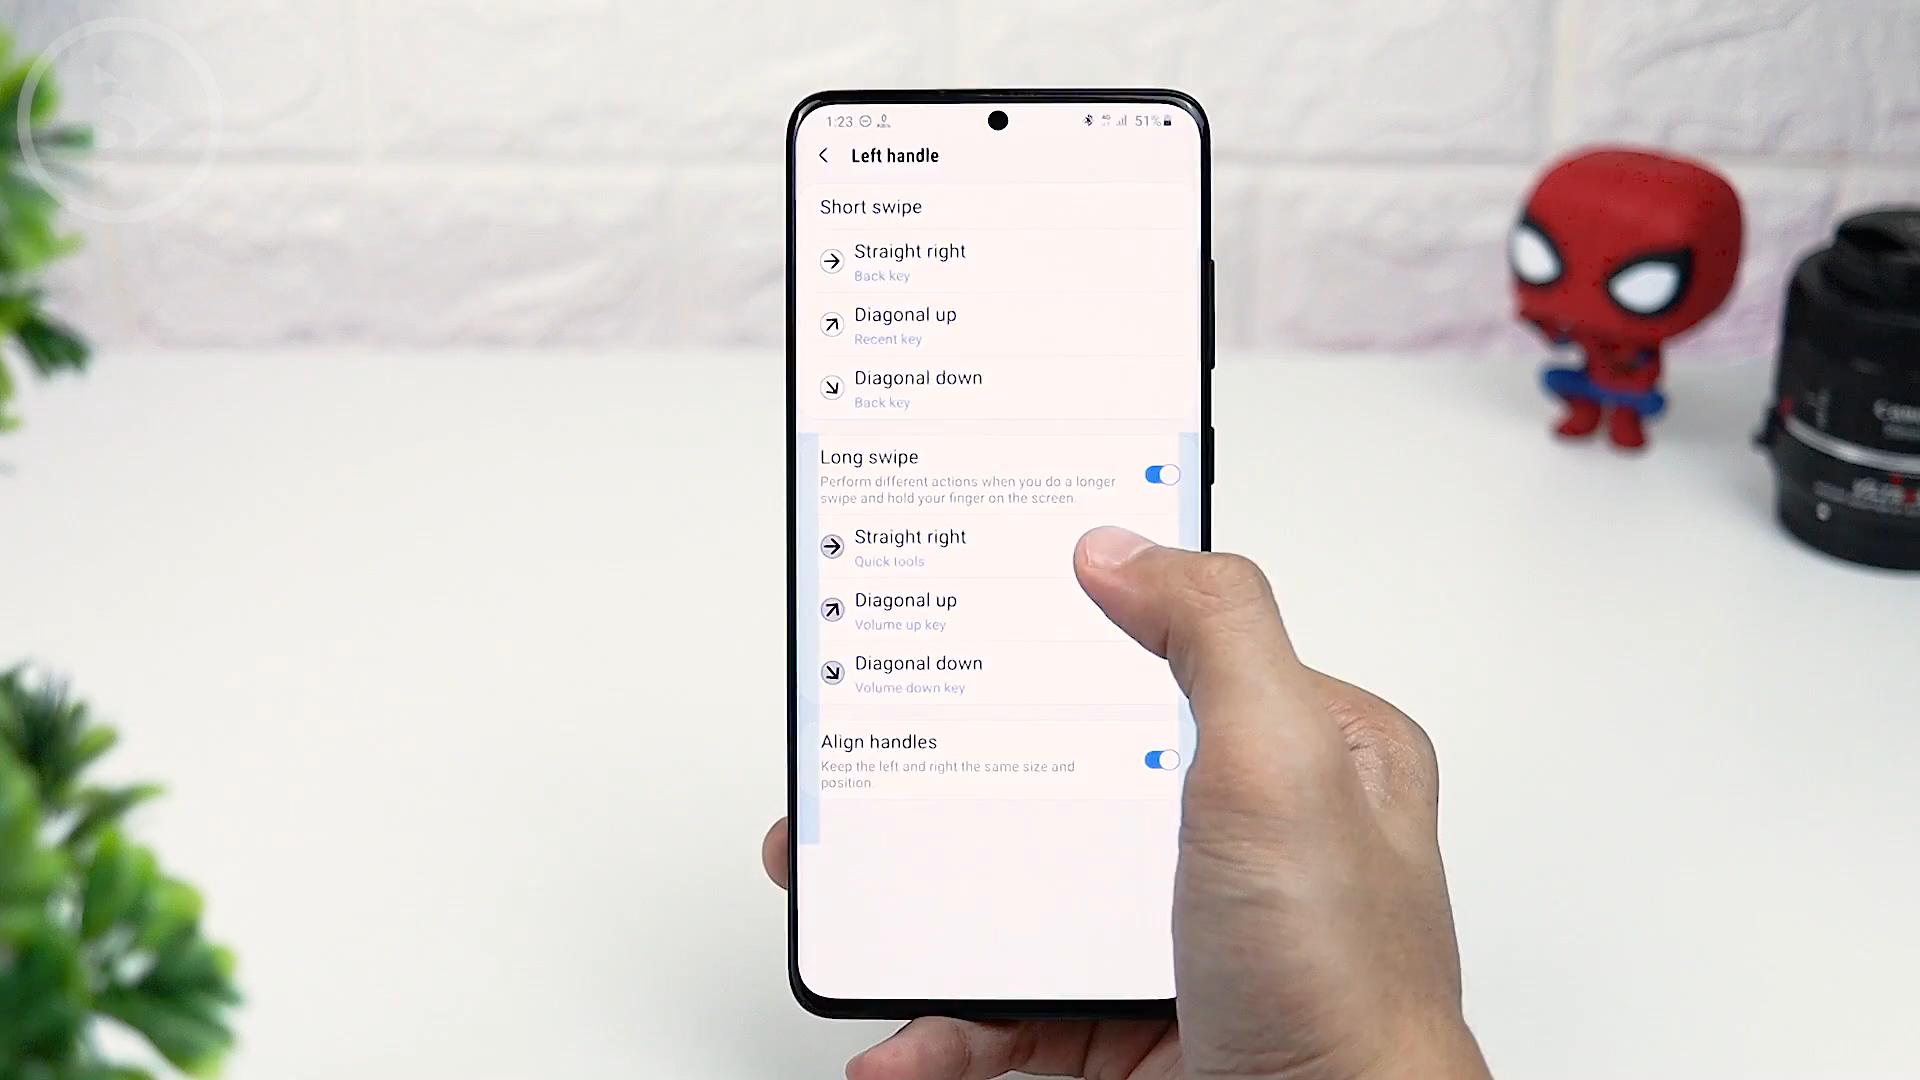 1:23
51%
Left handle
Short swipe
Straight right
Back key
Diagonal up
Recent key
Diagonal down
Back key
Long swipe
Perform different actions when you do a longer
swipe and hold your finger on the screen.
Straight right
Quick tools
Diagonal up
Volume up key
Diagonal down
Volume down key
Align handles
Keep the left and right the same size and
position.